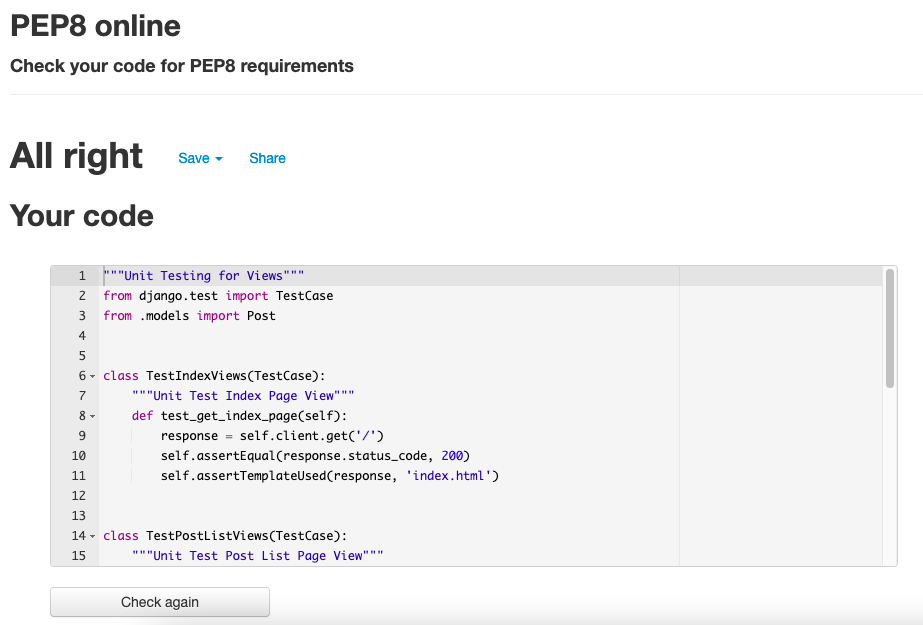 PEP8 online
Check your code for PEP8 requirements
All right Save Share
Your code
1 """Unit Testing for Views"""
2 from django.test import TestCase
3 from .models import Post
4
5
6 class TestIndexViews(TestCase):
7     """Unit Test Index Page View"""
8     def test_get_index_page(self):
9         response = self.client.get('/')
10         self.assertEqual(response.status_code, 200)
11         self.assertTemplateUsed(response, 'index.html')
12
13
14 class TestPostListViews(TestCase):
15     """Unit Test Post List Page View"""
Check again